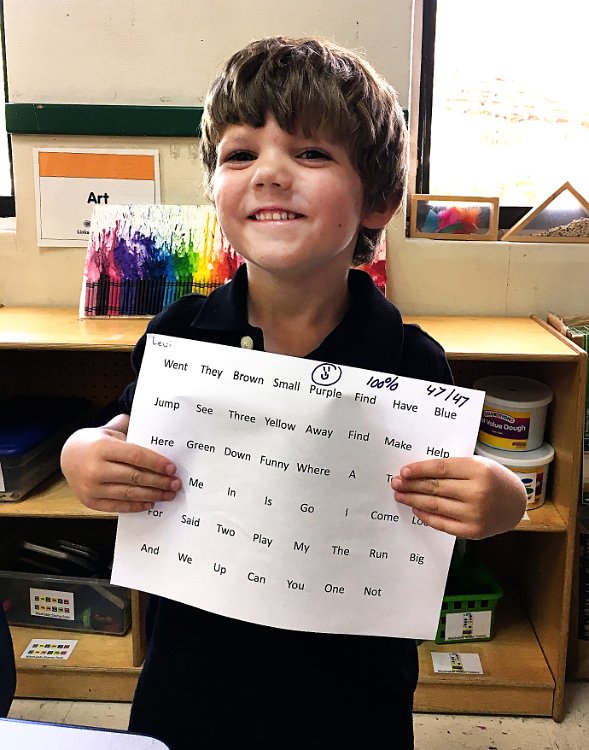 Art
Levi
100% 47/47
Went They Brown Small Purple Find Have Blue
Jump See Three Yellow Away Find Make Help
Here Green Down Funny Where A
Me In Is Go I Come
For Said Two Play My The Run Big
And We Up Can You One Not
Value Dough